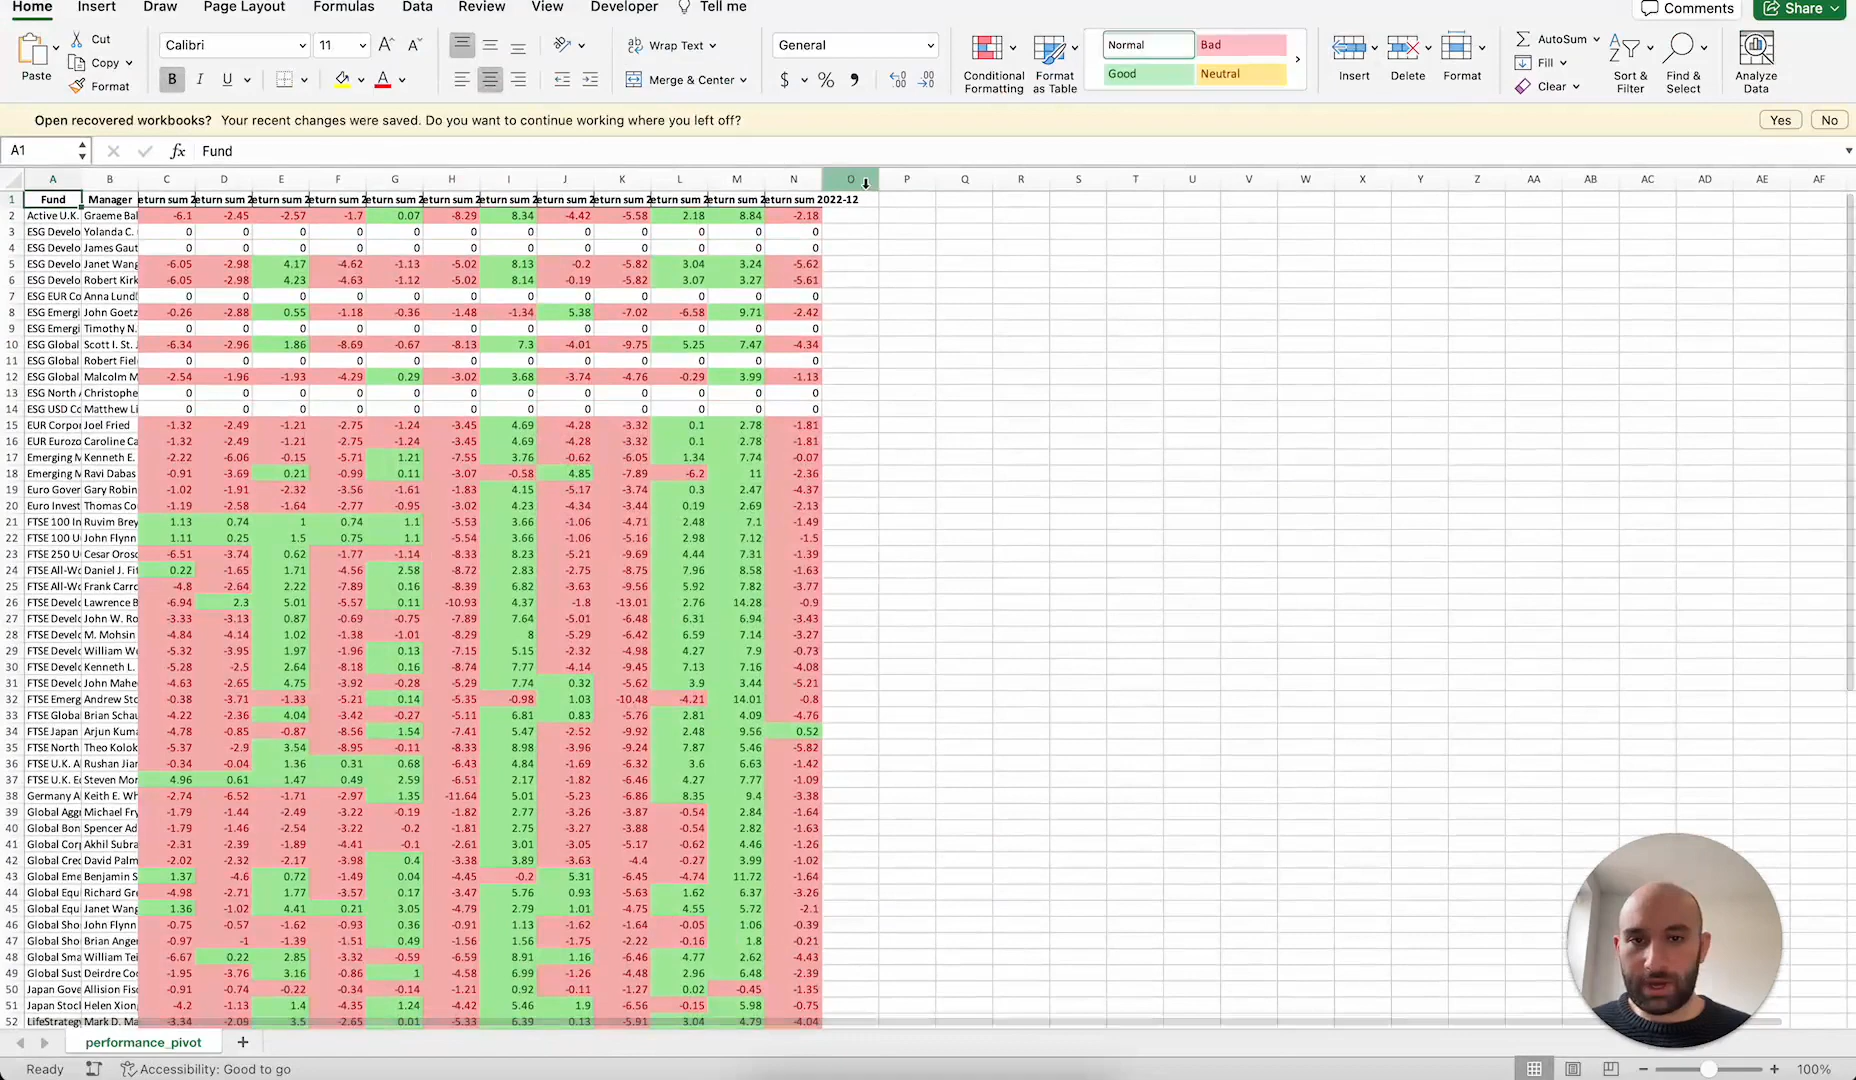 Home Insert Draw Page Layout Formulas Data Review View Developer Tell me Comments Share
Paste Cut Copy Format
Calibri 11 A A
B I U A
ab Wrap Text
Merge & Center
General
$ % 9
Conditional Formatting
Format as Table
Normal Bad
Good Neutral
Insert Delete Format
AutoSum
Fill
Clear
Sort & Filter
Find & Select
Analyze Data
Open recovered workbooks? Your recent changes were saved. Do you want to continue working where you left off? Yes No
A1 fx Fund
A B C D E F G H I J K L M N O P Q R S T U V W X Y Z AA AB AC AD AE AF
1 Fund Manager eturn sum 2 eturn sum 2 eturn sum 2 eturn sum 2 eturn sum 2 eturn sum 2 eturn sum 2 eturn sum 2 eturn sum 2 eturn sum 2 eturn sum 2 eturn sum 2022-12
2 Active U.K. Graeme Bal -6.1 -2.45 -2.57 -1.7 0.07 -8.29 8.34 -4.42 -5.58 2.18 8.84 -2.18
3 ESG Develo Yolanda C. 0 0 0 0 0 0 0 0 0 0 0 0
4 ESG Develo James Gaut 0 0 0 0 0 0 0 0 0 0 0 0
5 ESG Develo Janet Wang -6.05 -2.98 4.17 -4.62 -1.13 -5.02 8.13 -0.2 -5.82 3.04 3.24 -5.62
6 ESG Develo Robert Kirk -6.05 -2.98 4.23 -4.63 -1.12 -5.02 8.14 -0.19 -5.82 3.07 3.27 -5.61
7 ESG EUR Co Anna Lund 0 0 0 0 0 0 0 0 0 0 0 0
8 ESG Emergi John Goetz -0.26 -2.88 0.55 -1.18 -0.36 -1.48 -1.34 5.38 -7.02 -6.58 9.71 -2.42
9 ESG Emergi Timothy N. 0 0 0 0 0 0 0 0 0 0 0 0
10 ESG Global Scott I. St. -6.34 -2.96 1.86 -8.69 -0.67 -8.13 7.3 -4.01 -9.75 5.25 7.47 -4.34
11 ESG Global Robert Fiel 0 0 0 0 0 0 0 0 0 0 0 0
12 ESG Global Malcolm M -2.54 -1.96 -1.93 -4.29 0.29 -3.02 3.68 -3.74 -4.76 -0.29 3.99 -1.13
13 ESG North A Christophe 0 0 0 0 0 0 0 0 0 0 0 0
14 ESG USD Co Matthew Li 0 0 0 0 0 0 0 0 0 0 0 0
15 EUR Corpor Joel Fried -1.32 -2.49 -1.21 -2.75 -1.24 -3.45 4.69 -4.28 -3.32 0.1 2.78 -1.81
16 EUR Eurozo Caroline Ca -1.32 -2.49 -1.21 -2.75 -1.24 -3.45 4.69 -4.28 -3.32 0.1 2.78 -1.81
17 Emerging M Kenneth E. -2.22 -6.06 -0.15 -5.71 1.21 -7.55 3.76 -0.62 -6.05 1.34 7.74 -0.07
18 Emerging M Ravi Dabas -0.91 -3.69 0.21 -0.99 0.11 -3.07 -0.58 4.85 -7.89 -6.2 11 -2.36
19 Euro Gover Gary Robin -1.02 -1.91 -2.32 -3.56 -1.61 -1.83 4.15 -5.17 -3.74 0.3 2.47 -4.37
20 Euro Invest Thomas Co -1.19 -2.58 -1.64 -2.77 -0.95 -3.02 4.23 -4.34 -3.44 0.19 2.69 -2.13
21 FTSE 100 In Ruvim Brey 1.13 0.74 1 0.74 1.1 -5.53 3.66 -1.06 -4.71 2.48 7.1 -1.49
22 FTSE 100 U John Flynn 1.11 0.25 1.5 0.75 1.1 -5.54 3.66 -1.06 -5.16 2.98 7.12 -1.5
23 FTSE 250 U Cesar Orosc -6.51 -3.74 0.62 -1.77 -1.14 -8.33 8.23 -5.21 -9.69 4.44 7.31 -1.39
24 FTSE All-Wo Daniel J. Fit 0.22 -1.65 1.71 -4.56 2.58 -8.72 2.83 -2.75 -8.75 7.96 8.58 -1.63
25 FTSE All-Wo Frank Carro -4.8 -2.64 2.22 -7.89 0.16 -8.39 6.82 -3.63 -9.56 5.92 7.82 -3.77
26 FTSE Develo Lawrence B -6.94 2.3 5.01 -5.57 0.11 -10.93 4.37 -1.8 -13.01 2.76 14.28 -0.9
27 FTSE Develo John W. Ro -3.33 -3.13 0.87 -0.69 -0.75 -7.89 7.64 -5.01 -6.48 6.31 6.94 -3.43
28 FTSE Develo M. Mohsin -4.84 -4.14 1.02 -1.38 -1.01 -8.29 8 -5.29 -6.42 6.59 7.14 -3.27
29 FTSE Develo William We -5.32 -3.95 1.97 -1.96 0.13 -7.15 5.15 -2.32 -4.98 4.27 7.9 -0.73
30 FTSE Develo Kenneth L. -5.28 -2.5 2.64 -8.18 0.16 -8.74 7.77 -4.14 -9.45 7.13 7.16 -4.08
31 FTSE Develo John Mahe -4.63 -2.65 4.75 -3.92 -0.28 -5.29 7.74 0.32 -5.62 3.9 3.44 -5.21
32 FTSE Emerg Andrew Sto -0.38 -3.71 -1.33 -5.21 0.14 -5.35 -0.98 1.03 -10.48 -4.21 14.01 -0.8
33 FTSE Globa Brian Schau -4.22 -2.36 4.04 -3.42 -0.27 -5.11 6.81 0.83 -5.76 2.81 4.09 -4.76
34 FTSE Japan Arjun Kuma -4.78 -0.85 -0.87 -8.56 1.54 -7.41 5.47 -2.52 -9.92 2.48 9.56 0.52
35 FTSE North Theo Kolok -5.37 -2.9 3.54 -8.95 -0.11 -8.33 8.98 -3.96 -9.24 7.87 5.46 -5.82
36 FTSE U.K. A Rushan Jian -0.34 -0.04 1.36 0.31 0.68 -6.43 4.84 -1.69 -6.32 3.6 6.63 -1.42
37 FTSE U.K. E Steven Mor 4.96 0.61 1.47 0.49 2.59 -6.51 2.17 -1.82 -6.46 4.27 7.77 -1.09
38 Germany A Keith E. Wh -2.74 -6.52 -1.71 -2.97 1.35 -11.64 5.01 -5.23 -6.86 8.35 9.4 -3.38
39 Global Aggr Michael Fry -1.79 -1.44 -2.49 -3.22 -0.19 -1.82 2.77 -3.26 -3.87 -0.54 2.84 -1.64
40 Global Bon Spencer Ad -1.79 -1.46 -2.54 -3.22 -0.2 -1.81 2.75 -3.27 -3.88 -0.54 2.82 -1.63
41 Global Corp Akhil Subra -2.31 -2.39 -1.89 -4.41 -0.1 -2.61 3.01 -3.05 -5.17 -0.62 4.46 -1.26
42 Global Cred David Palm -2.02 -2.32 -2.17 -3.98 0.4 -3.38 3.89 -3.63 -4.4 -0.27 3.99 -1.02
43 Global Eme Benjamin S 1.37 -4.6 0.72 -1.49 0.04 -4.45 -0.2 5.31 -6.45 -4.74 11.72 -1.64
44 Global Equ Richard Gre -4.98 -2.71 1.77 -3.57 0.17 -3.47 5.76 0.93 -5.63 1.62 6.37 -3.26
45 Global Equ Janet Wang 1.36 -1.02 4.41 0.21 3.05 -4.79 2.79 1.01 -4.75 4.55 5.72 -2.1
46 Global Sho John Flynn -0.75 -0.57 -1.62 -0.93 0.36 -0.91 1.13 -1.62 -1.64 -0.05 1.06 -0.39
47 Global Sho Brian Anger -0.97 -1 -1.39 -1.51 0.49 -1.56 1.56 -1.75 -2.22 -0.16 1.8 -0.21
48 Global Sma William Tei -6.67 0.22 2.85 -3.32 -0.59 -6.59 8.91 1.16 -6.46 4.77 2.62 -4.43
49 Global Sust Deirdre Coo -1.95 -3.76 3.16 -0.86 1 -4.58 6.99 -1.26 -4.48 2.96 6.48 -2.39
50 Japan Gove Allision Fisc -0.91 -0.74 -0.22 -0.34 -0.14 -1.21 0.92 -0.11 -1.27 0.02 -0.45 -1.35
51 Japan Stock Helen Xiong -4.2 -1.13 1.4 -4.35 1.24 -4.42 5.46 1.9 -6.56 -0.15 5.98 -0.75
52 LifeStrategy Mark D. Ma -3.34 -2.09 3.5 -2.65 0.01 -5.33 6.39 0.13 -5.91 3.04 4.79 -4.04
performance_pivot +
Ready Accessibility: Good to go 100%